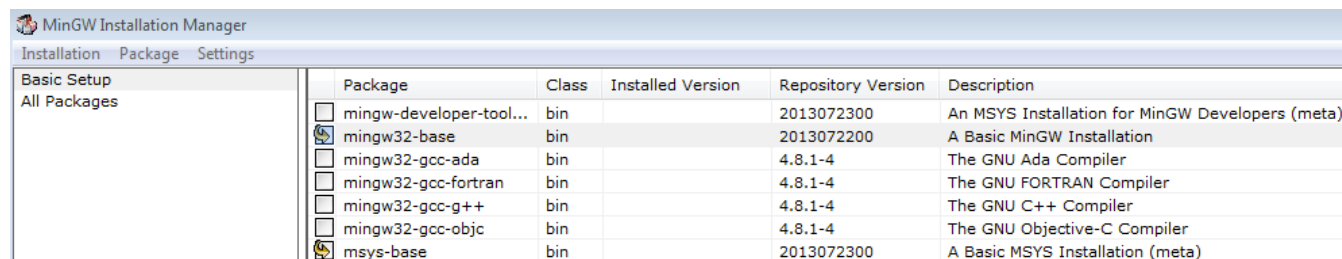 MinGW Installation Manager
Installation Package Settings
Basic Setup
All Packages
Package Class Installed Version Repository Version Description
mingw-developer-tool... bin 2013072300 An MSYS Installation for MinGW Developers (meta)
mingw32-base bin 2013072200 A Basic MinGW Installation
mingw32-gcc-ada bin 4.8.1-4 The GNU Ada Compiler
mingw32-gcc-fortran bin 4.8.1-4 The GNU FORTRAN Compiler
mingw32-gcc-g++ bin 4.8.1-4 The GNU C++ Compiler
mingw32-gcc-objc bin 4.8.1-4 The GNU Objective-C Compiler
msys-base bin 2013072300 A Basic MSYS Installation (meta)